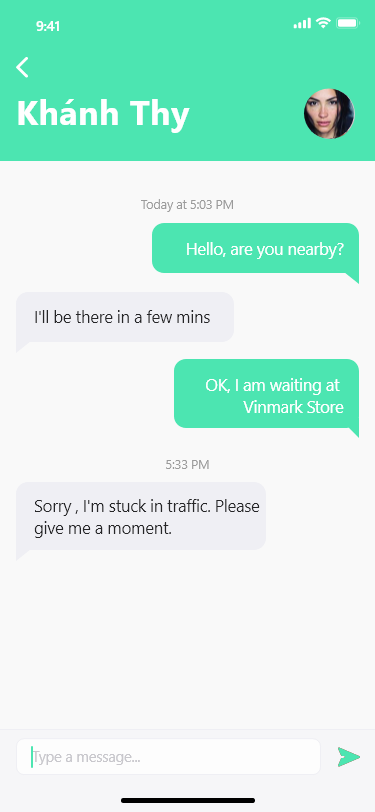 9:41
Khánh Thy
Today at 5:03 PM
Hello, are you nearby?
I'll be there in a few mins
OK, I am waiting at
Vinmark Store
5:33 PM
Sorry , I'm stuck in traffic. Please
give me a moment.
Type a message...